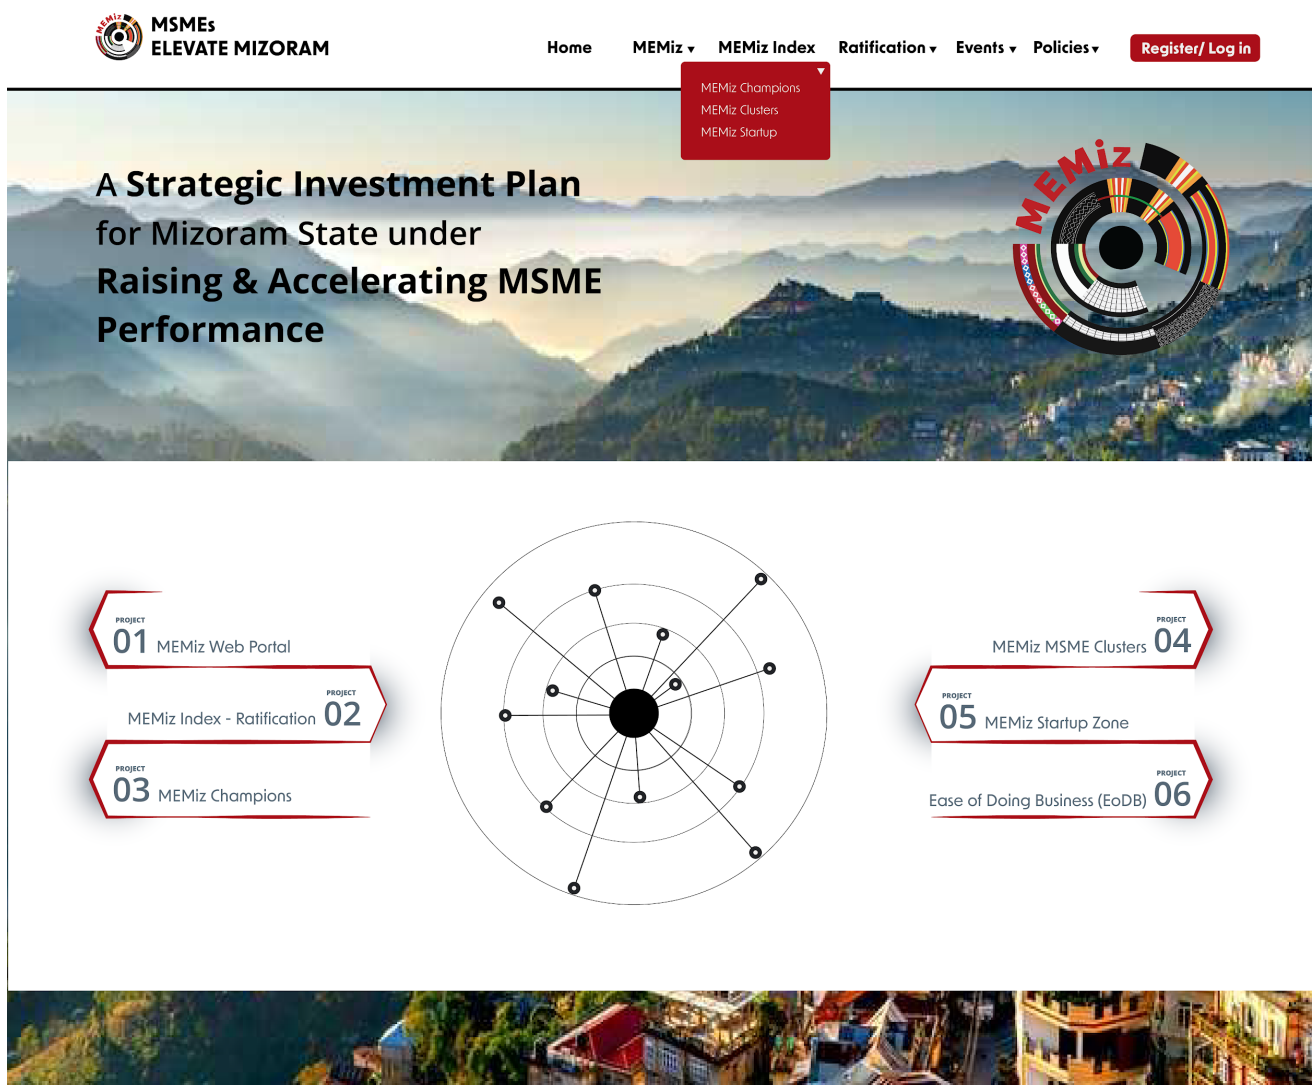 MEMiz
MSMEs
ELEVATE MIZORAM
Home
MEMiz
MEMiz Index
Ratification
Events
Policies
Register/ Log in
MEMiz Champions
MEMiz Clusters
MEMiz Startup
A Strategic Investment Plan
for Mizoram State under
Raising & Accelerating MSME
Performance
MEMiz
PROJECT
01 MEMiz Web Portal
PROJECT
MEMiz Index - Ratification 02
PROJECT
03 MEMiz Champions
PROJECT
MEMiz MSME Clusters 04
PROJECT
05 MEMiz Startup Zone
PROJECT
Ease of Doing Business (EoDB) 06